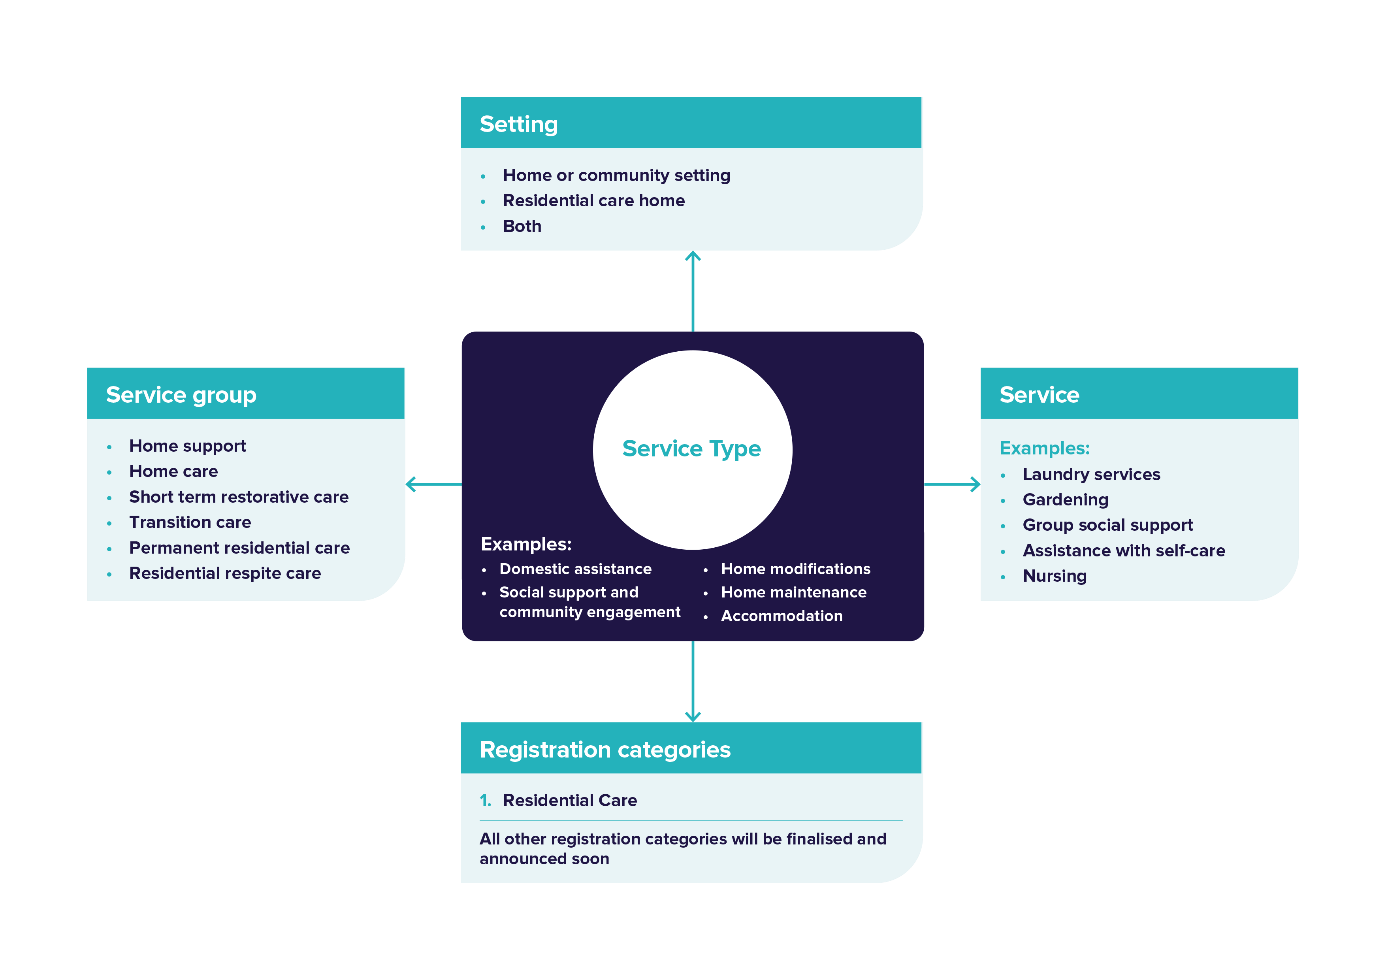 Setting
• Home or community setting
• Residential care home
• Both
Service group
• Home support
• Home care
• Short term restorative care
• Transition care
• Permanent residential care
• Residential respite care
Service Type
Examples:
• Domestic assistance
• Social support and
community engagement
• Home modifications
• Home maintenance
• Accommodation
Service
Examples:
• Laundry services
• Gardening
• Group social support
• Assistance with self-care
• Nursing
Registration categories
1. Residential Care
All other registration categories will be finalised and
announced soon